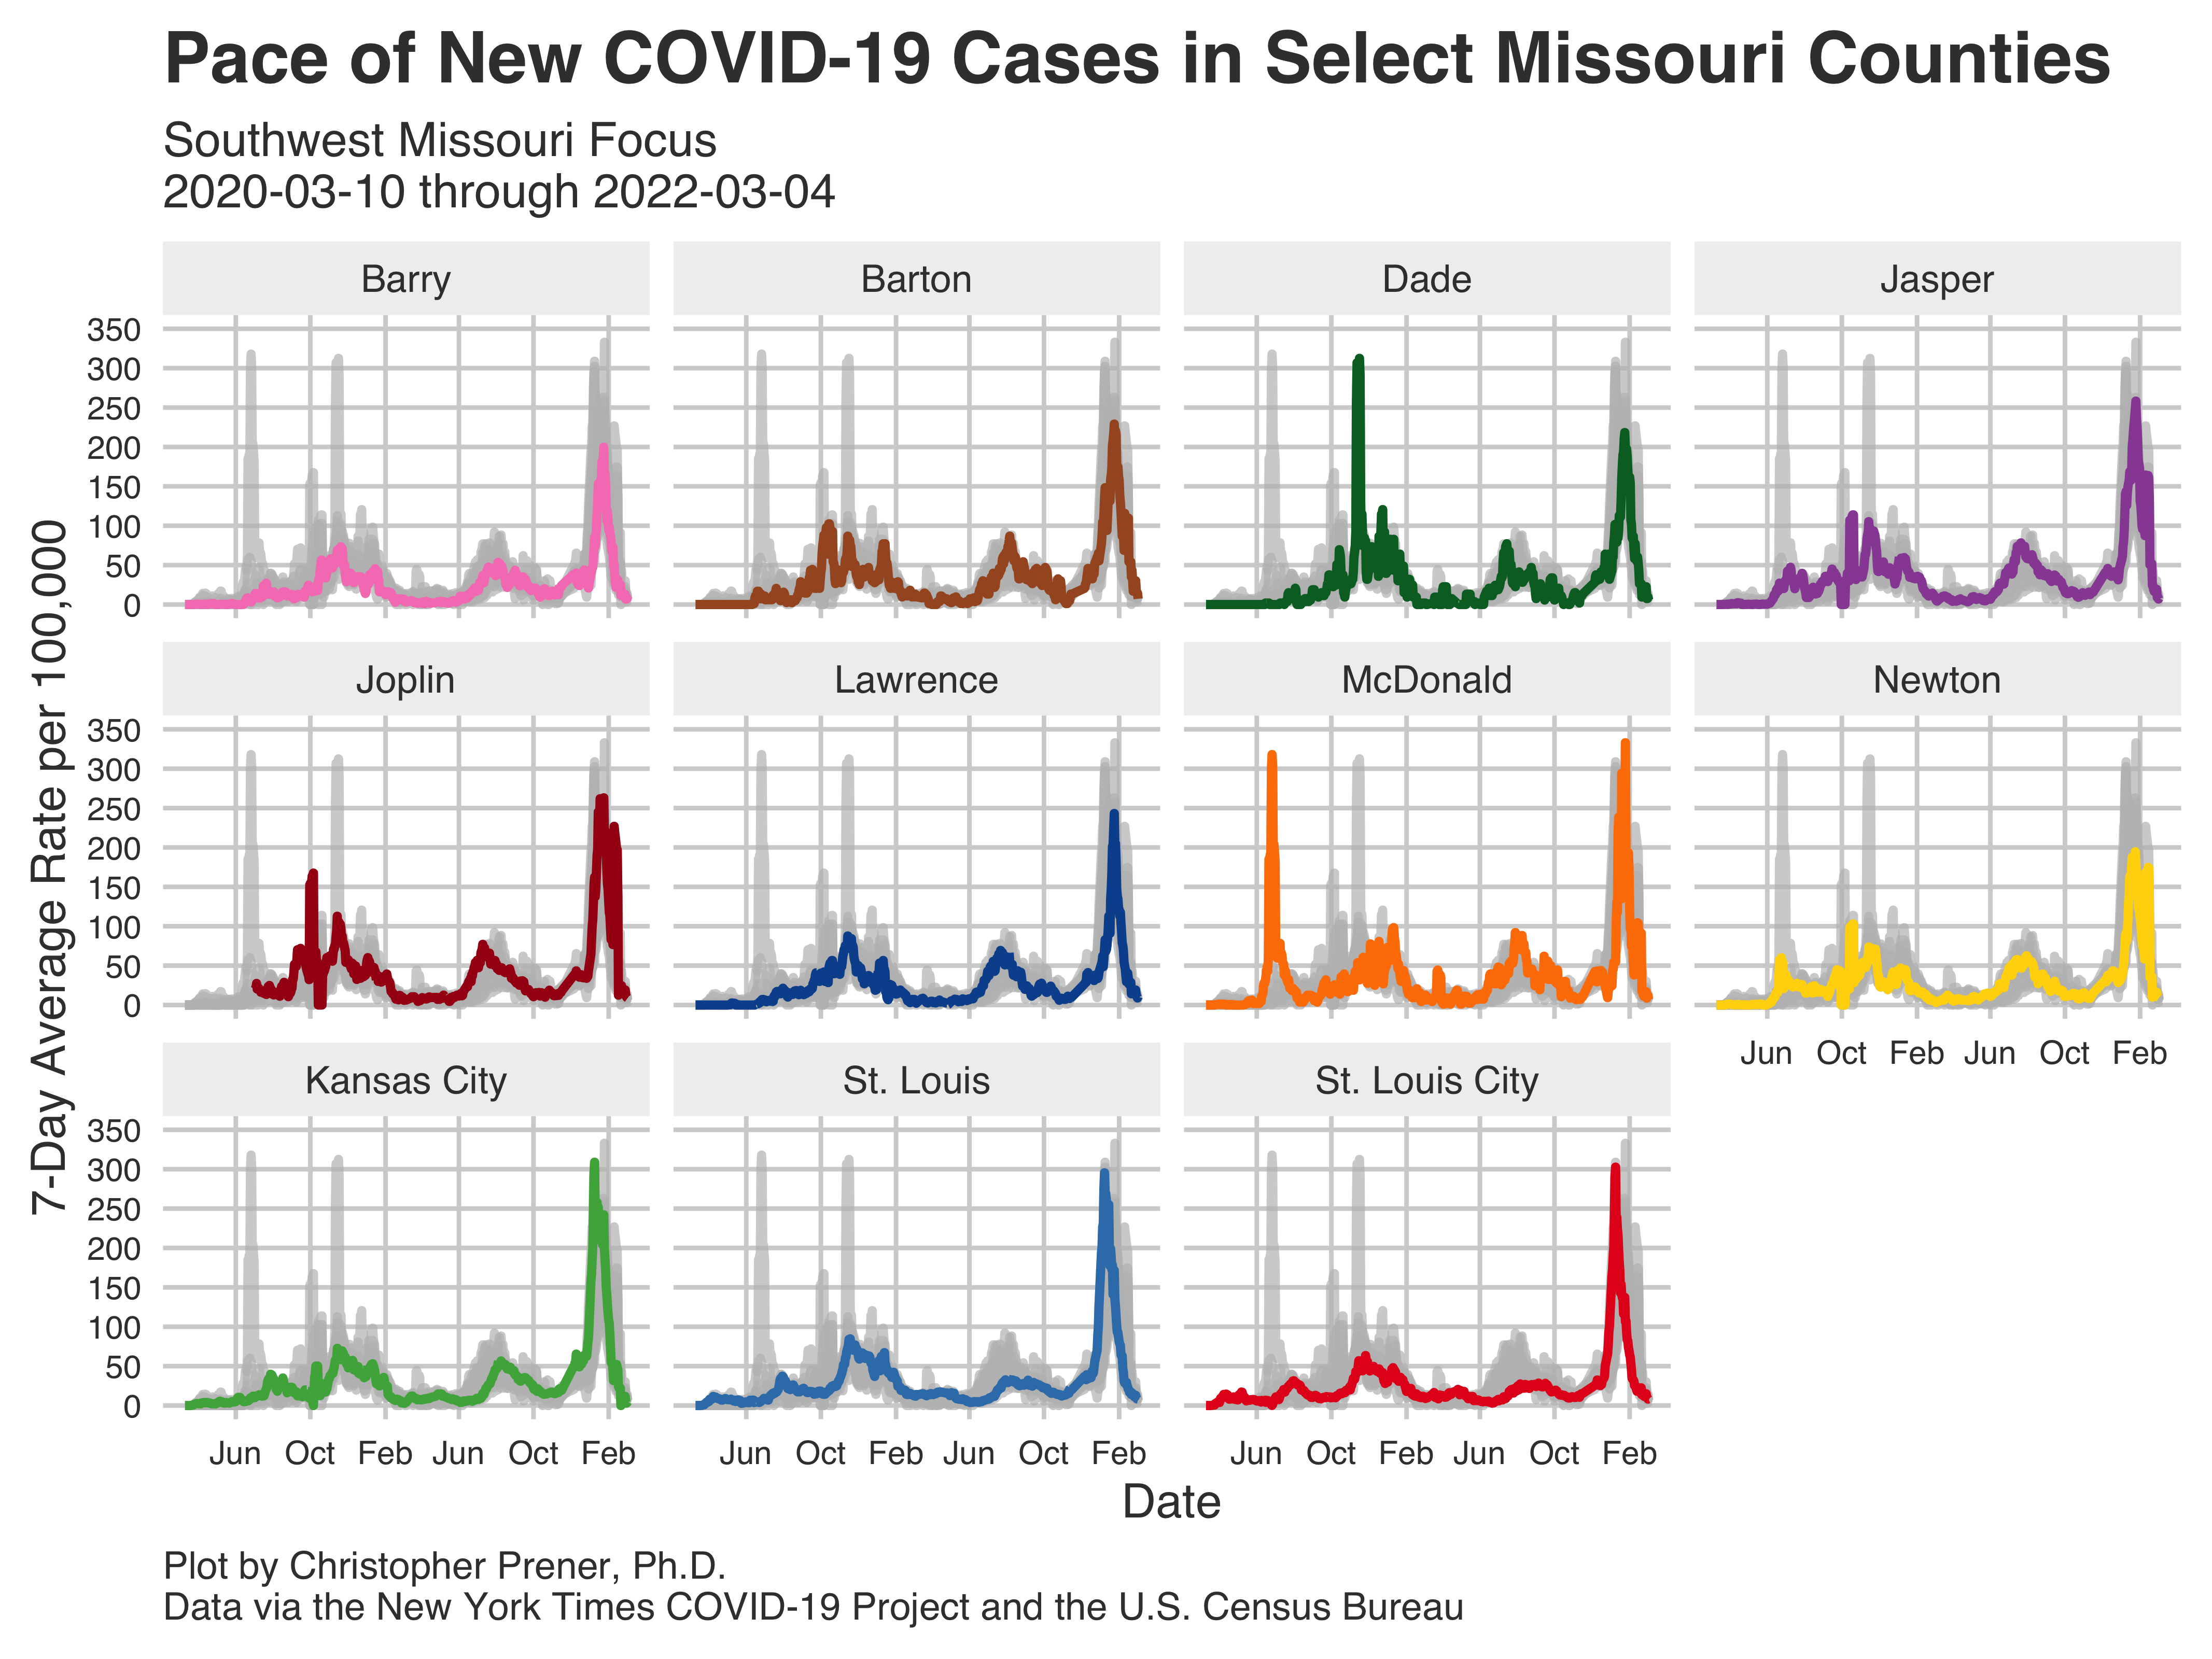 Pace of New COVID-19 Cases in Select Missouri Counties
Southwest Missouri Focus
2020-03-10 through 2022-03-04
7-Day Average Rate per 100,000
Barry
Barton
Dade
Jasper
350
300
250
200
150
100
50
0
Joplin
Lawrence
McDonald
Newton
350
300
250
200
150
100
50
0
Jun Oct Feb Jun Oct Feb
Kansas City
St. Louis
St. Louis City
350
300
250
200
150
100
50
0
Jun Oct Feb Jun Oct Feb
Jun Oct Feb Jun Oct Feb
Jun Oct Feb Jun Oct Feb
Date
Plot by Christopher Prener, Ph.D.
Data via the New York Times COVID-19 Project and the U.S. Census Bureau